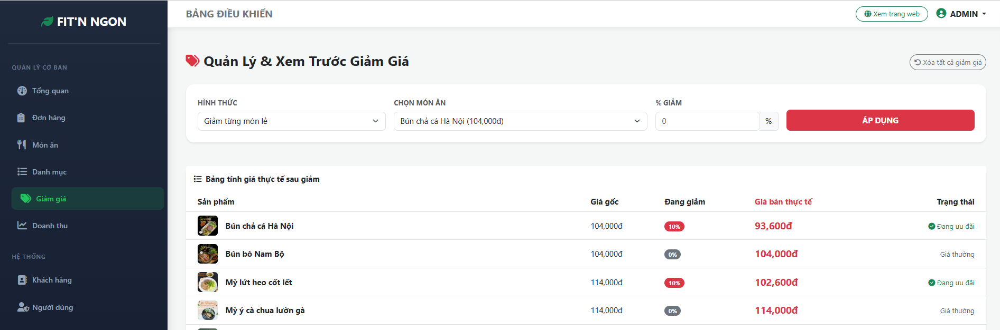 FIT'N NGON
QUẢN LÝ CƠ BẢN
Tổng quan
Đơn hàng
Món ăn
Danh mục
Giảm giá
Doanh thu
HỆ THỐNG
Khách hàng
Người dùng
BẢNG ĐIỀU KHIỂN
Xem trang web
ADMIN
Quản Lý & Xem Trước Giảm Giá
Xóa tất cả giảm giá
HÌNH THỨC
Giảm từng món lẻ
CHỌN MÓN ĂN
Bún chả cá Hà Nội (104,000đ)
% GIẢM
0 %
ÁP DỤNG
Bảng tính giá thực tế sau giảm
Sản phẩm Giá gốc Đang giảm Giá bán thực tế Trạng thái
Bún chả cá Hà Nội 104,000đ 10% 93,600đ Đang ưu đãi
Bún bò Nam Bộ 104,000đ 0% 104,000đ Giá thường
Mỳ lứt heo cốt lết 114,000đ 10% 102,600đ Đang ưu đãi
Mỳ ý cà chua lườn gà 114,000đ 0% 114,000đ Giá thường